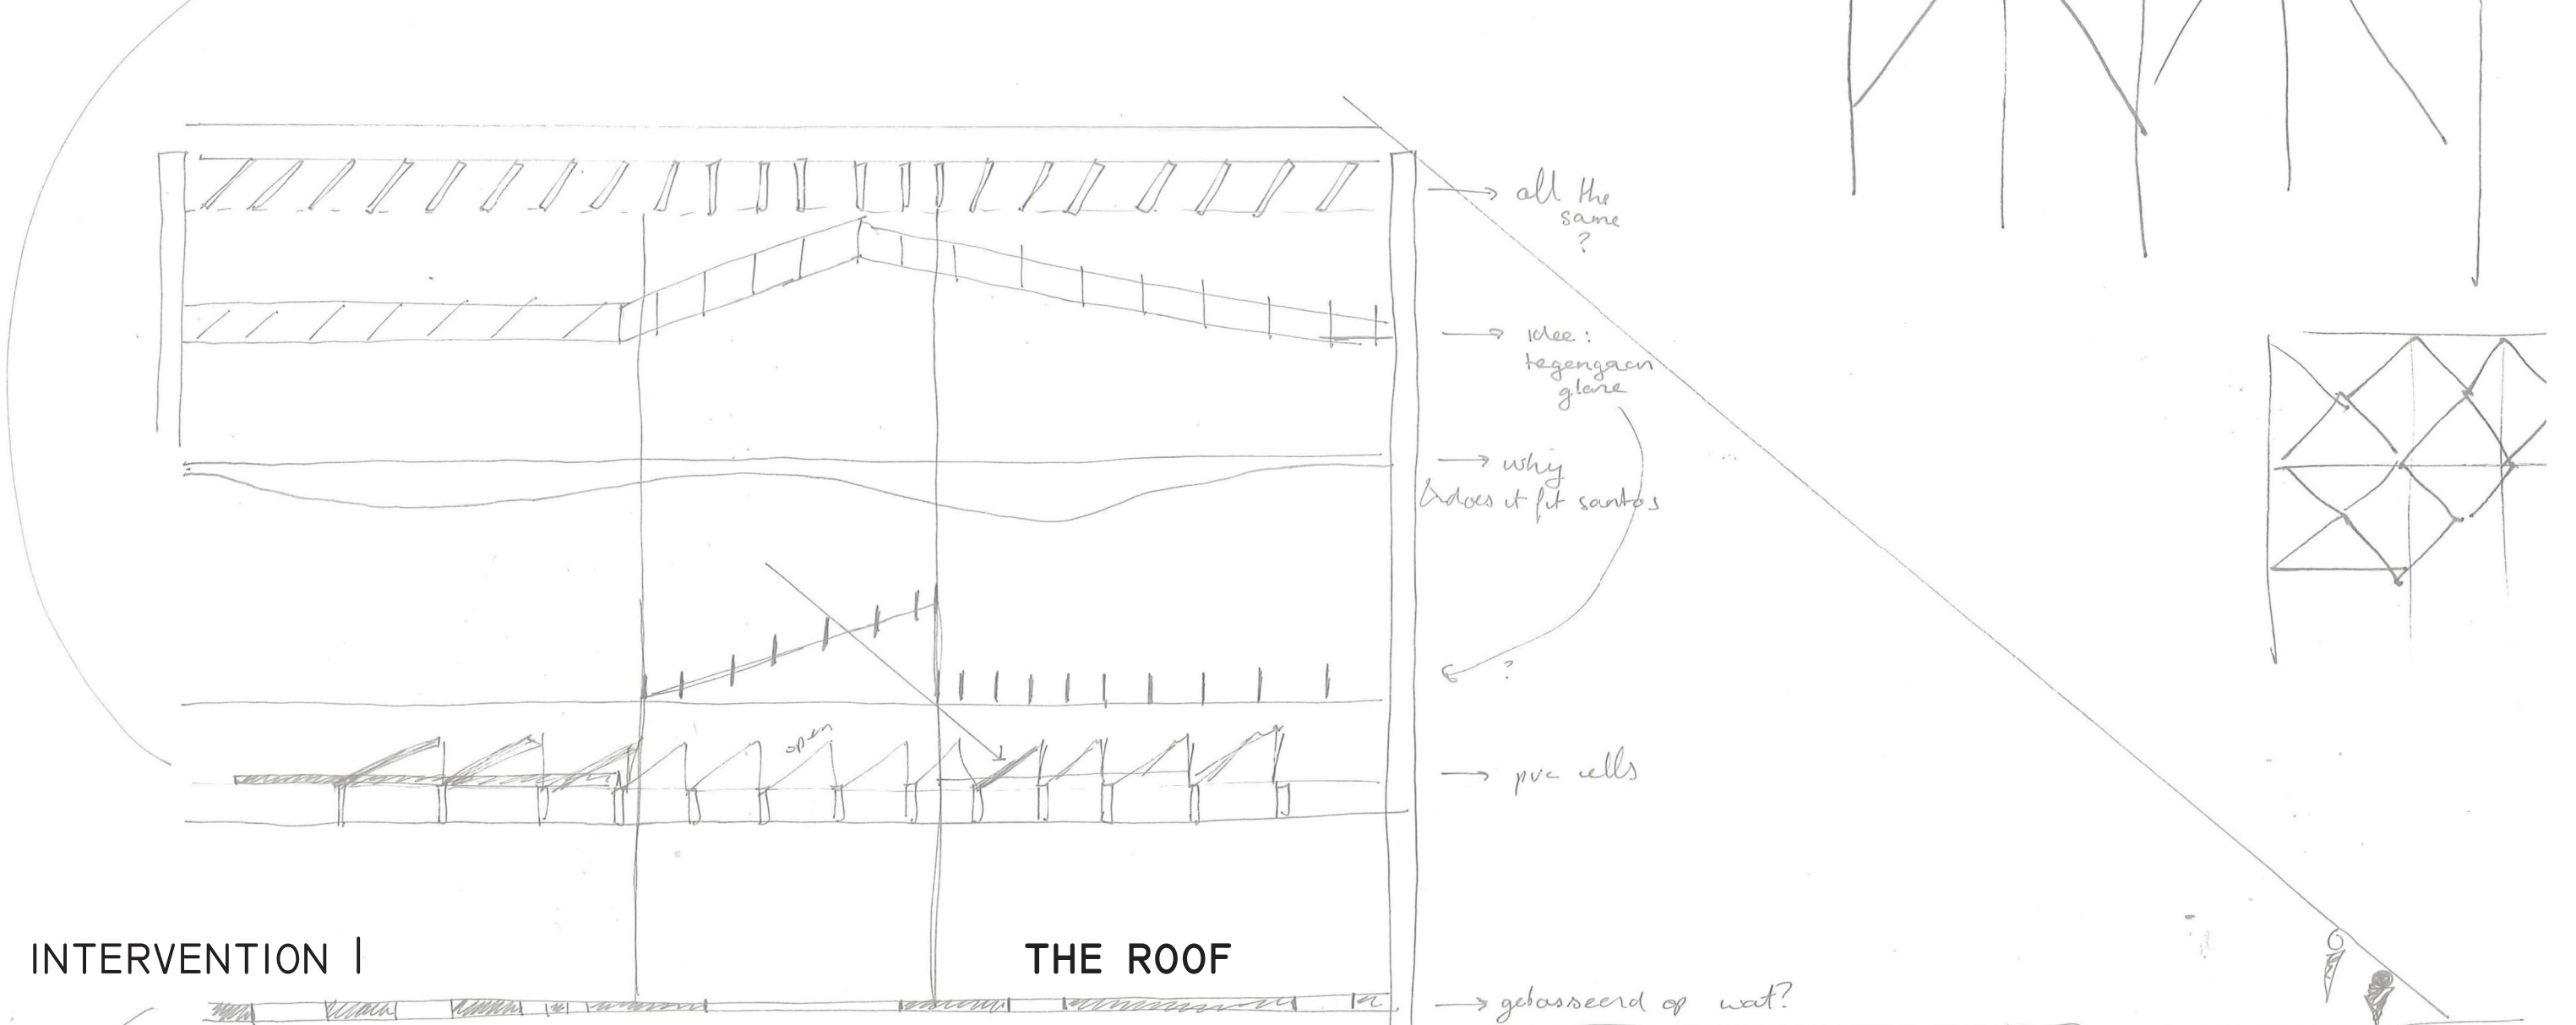 → all the
same
?
→ idee:
tegengaan
glare
→ why
& does it fit santos
?
open
→ pvc cells
INTERVENTION I
THE ROOF
→ gebasseerd op wat?